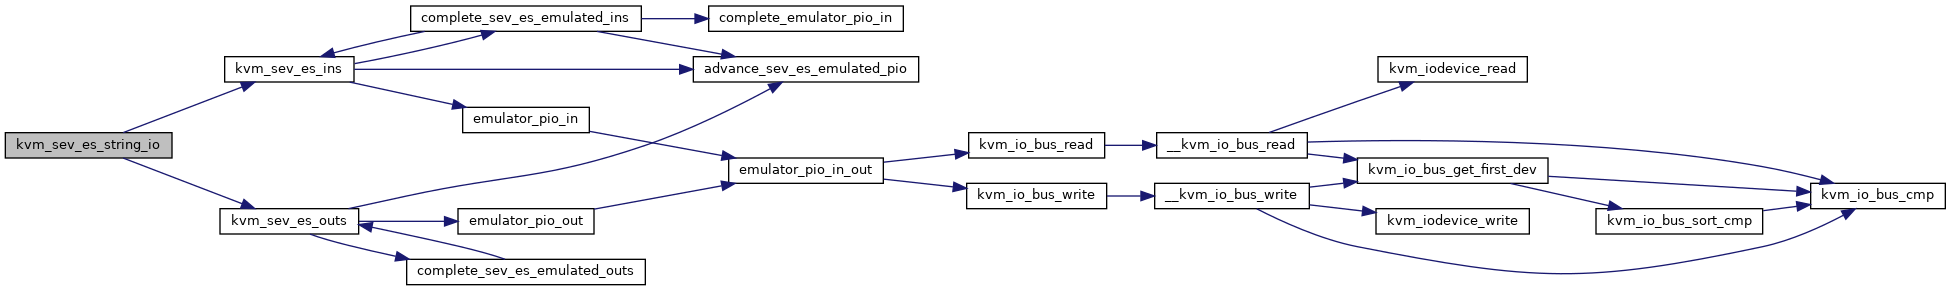 complete_sev_es_emulated_ins
complete_emulator_pio_in
kvm_sev_es_ins
advance_sev_es_emulated_pio
kvm_iodevice_read
emulator_pio_in
kvm_sev_es_string_io
kvm_io_bus_read
__kvm_io_bus_read
emulator_pio_in_out
kvm_io_bus_get_first_dev
kvm_io_bus_write
__kvm_io_bus_write
kvm_io_bus_cmp
kvm_sev_es_outs
emulator_pio_out
kvm_iodevice_write
kvm_io_bus_sort_cmp
complete_sev_es_emulated_outs